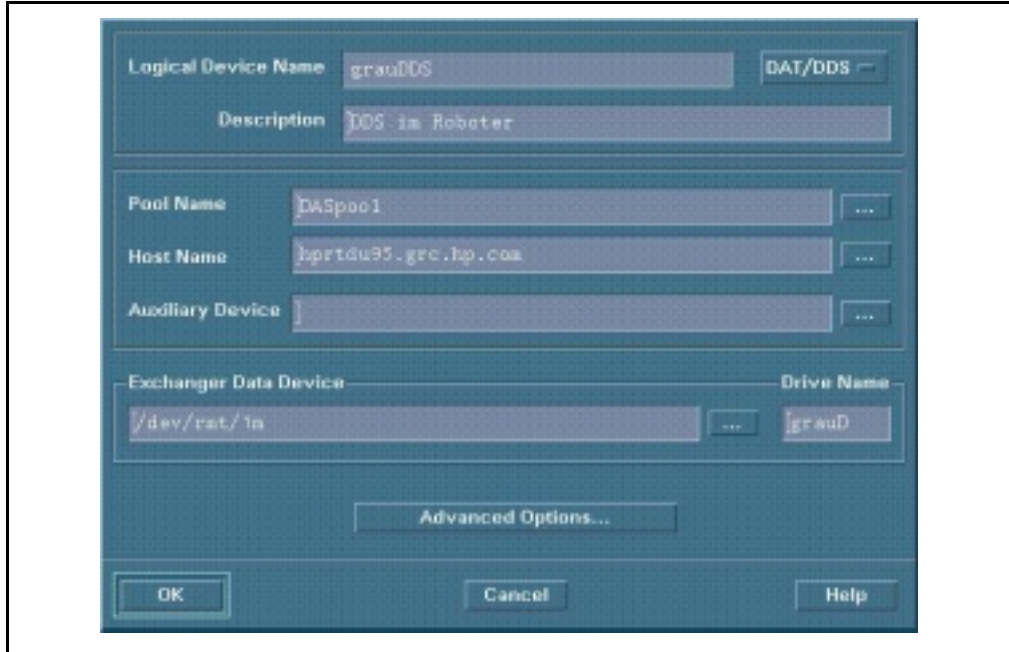 Logical Device Name grauDDS DAT/DDS
Description DDS im Roboter
Pool Name DASpool ...
Host Name hprtdu95.grc.hp.com ...
Auxiliary Device ...
Exchanger Data Device Drive Name
/dev/rmt/1m ... grauD
Advanced Options...
OK Cancel Help